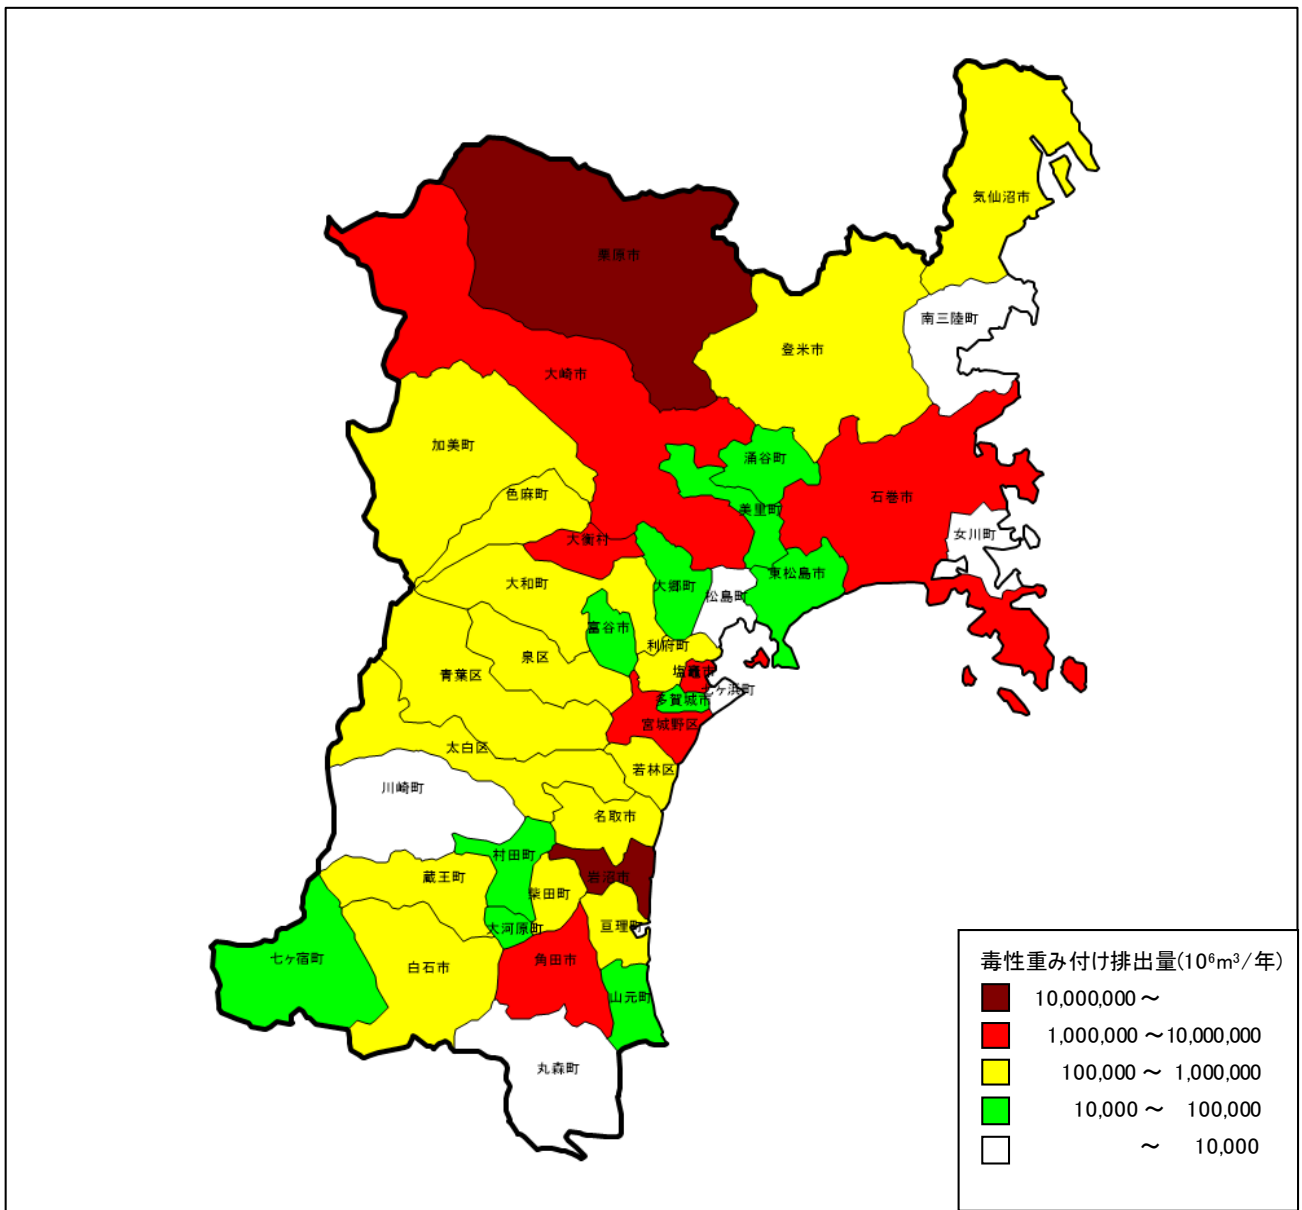 気仙沼市
栗原市
南三陸町
登米市
大崎市
加美町
涌谷町
色麻町
石巻市
美里町
女川町
大衡村
東松島市
大和町
大郷町
松島町
富谷市
利府町
泉区
青葉区
塩竈市
七ヶ浜町
多賀城市
宮城野区
太白区
若林区
川崎町
名取市
村田町
蔵王町
岩沼市
柴田町
大河原町
亘理町
七ヶ宿町
白石市
角田市
山元町
丸森町
毒性重み付け排出量(10⁶m³/年)
10,000,000～
1,000,000～10,000,000
100,000～ 1,000,000
10,000～ 100,000
～ 10,000